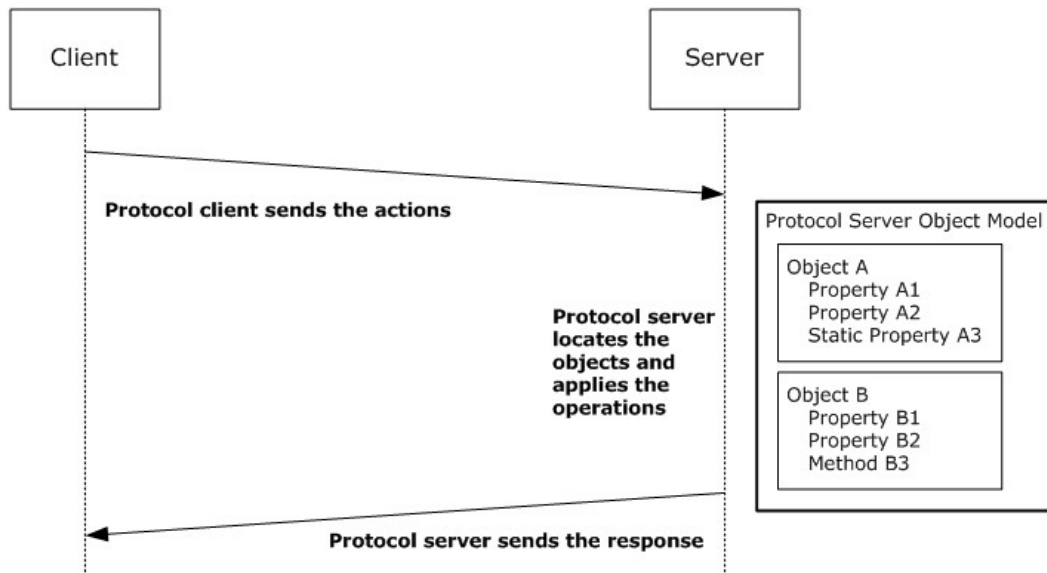 Client
Server
Protocol client sends the actions
Protocol Server Object Model
Object A
Property A1
Property A2
Static Property A3
Protocol server
locates the
objects and
applies the
operations
Object B
Property B1
Property B2
Method B3
Protocol server sends the response